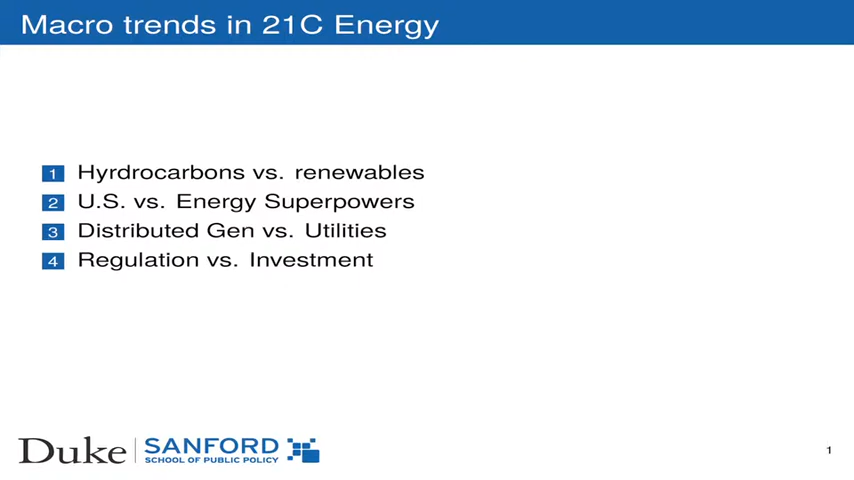 Macro trends in 21C Energy
1 Hyrdrocarbons vs. renewables
2 U.S. vs. Energy Superpowers
3 Distributed Gen vs. Utilities
4 Regulation vs. Investment
Duke SANFORD
SCHOOL OF PUBLIC POLICY
1